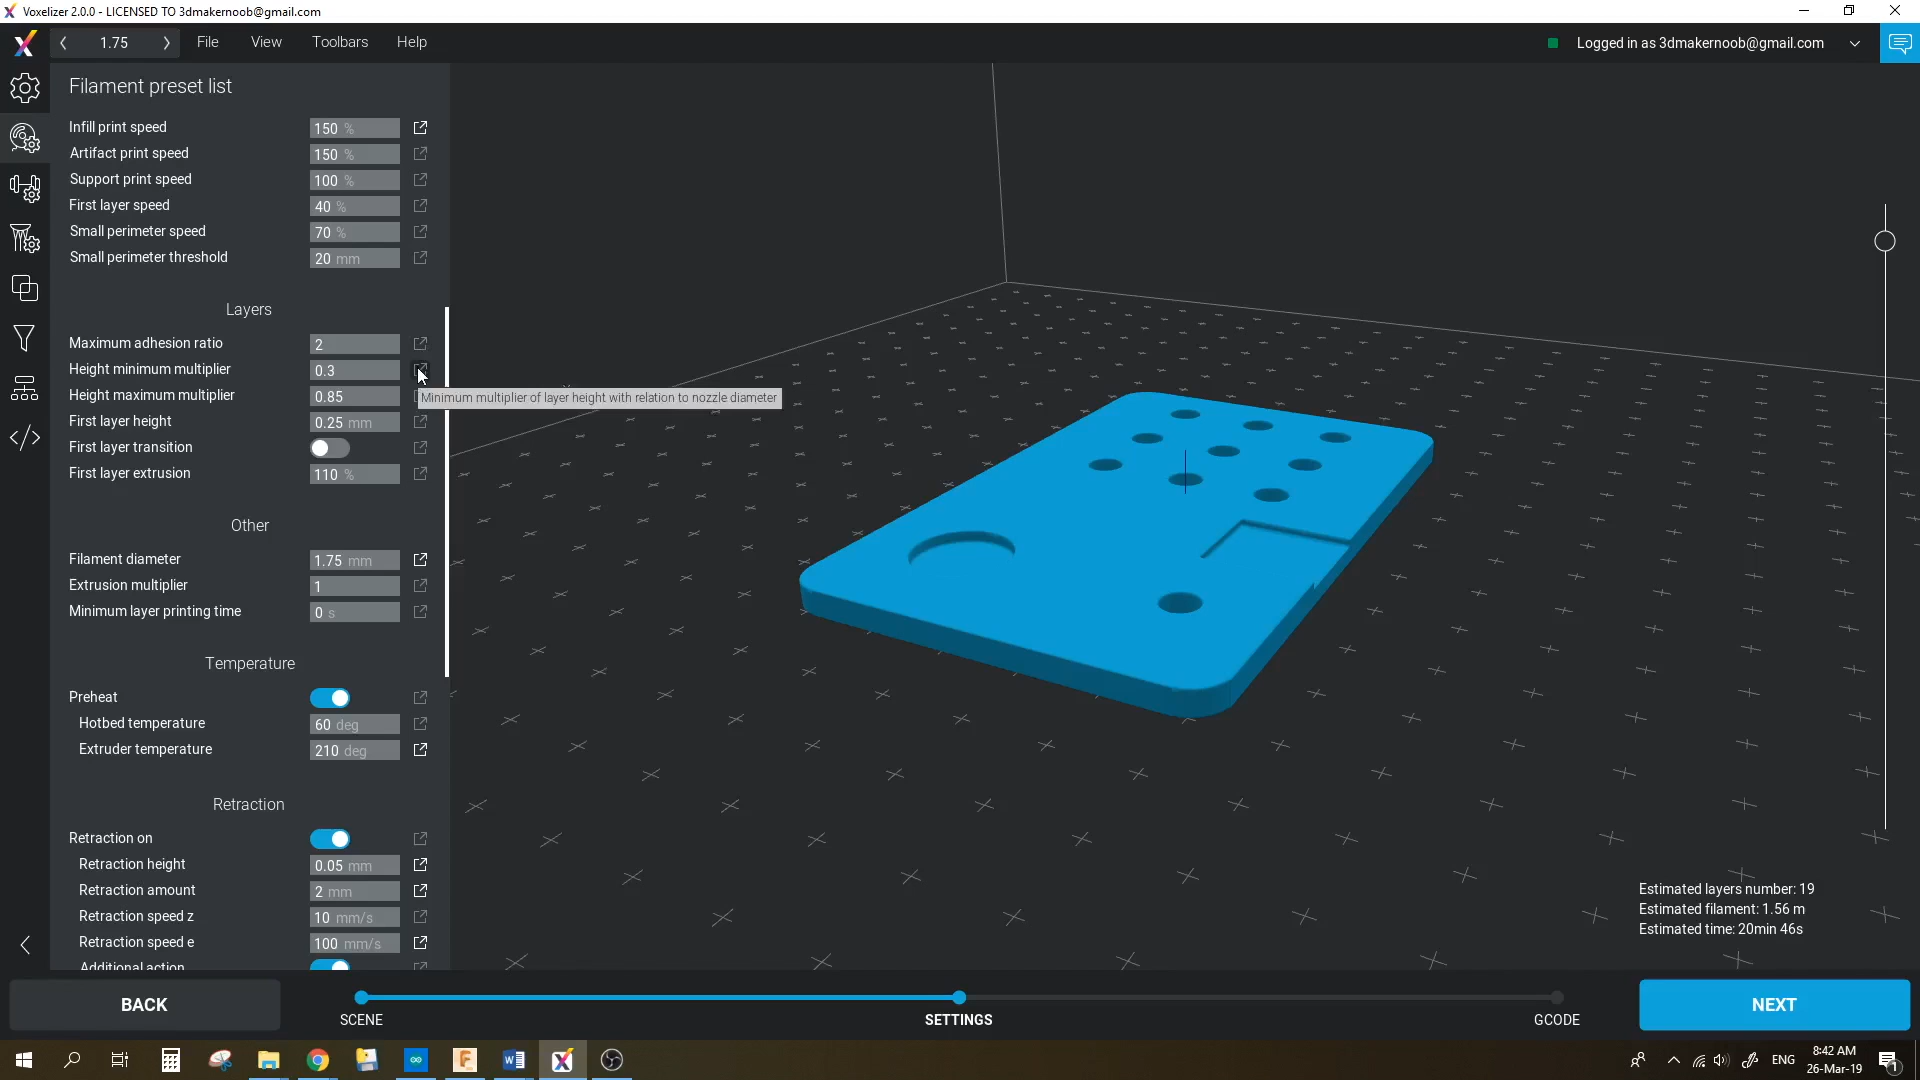 Voxelizer 2.0.0 - LICENSED TO 3dmakernoob@gmail.com
1.75 File View Toolbars Help Logged in as 3dmakernoob@gmail.com
Filament preset list
Infill print speed 150 %
Artifact print speed 150 %
Support print speed 100 %
First layer speed 40 %
Small perimeter speed 70 %
Small perimeter threshold 20 mm
Layers
Maximum adhesion ratio 2
Height minimum multiplier 0.3
Height maximum multiplier 0.85
Minimum multiplier of layer height with relation to nozzle diameter
First layer height 0.25 mm
First layer transition
First layer extrusion 110 %
Other
Filament diameter 1.75 mm
Extrusion multiplier 1
Minimum layer printing time 0 s
Temperature
Preheat
Hotbed temperature 60 deg
Extruder temperature 210 deg
Retraction
Retraction on
Retraction height 0.05 mm
Retraction amount 2 mm
Retraction speed z 10 mm/s
Retraction speed e 100 mm/s
Additional action
Estimated layers number: 19
Estimated filament: 1.56 m
Estimated time: 20min 46s
BACK
SCENE
SETTINGS
GCODE
NEXT
ENG
8:42 AM
26-Mar-19
1